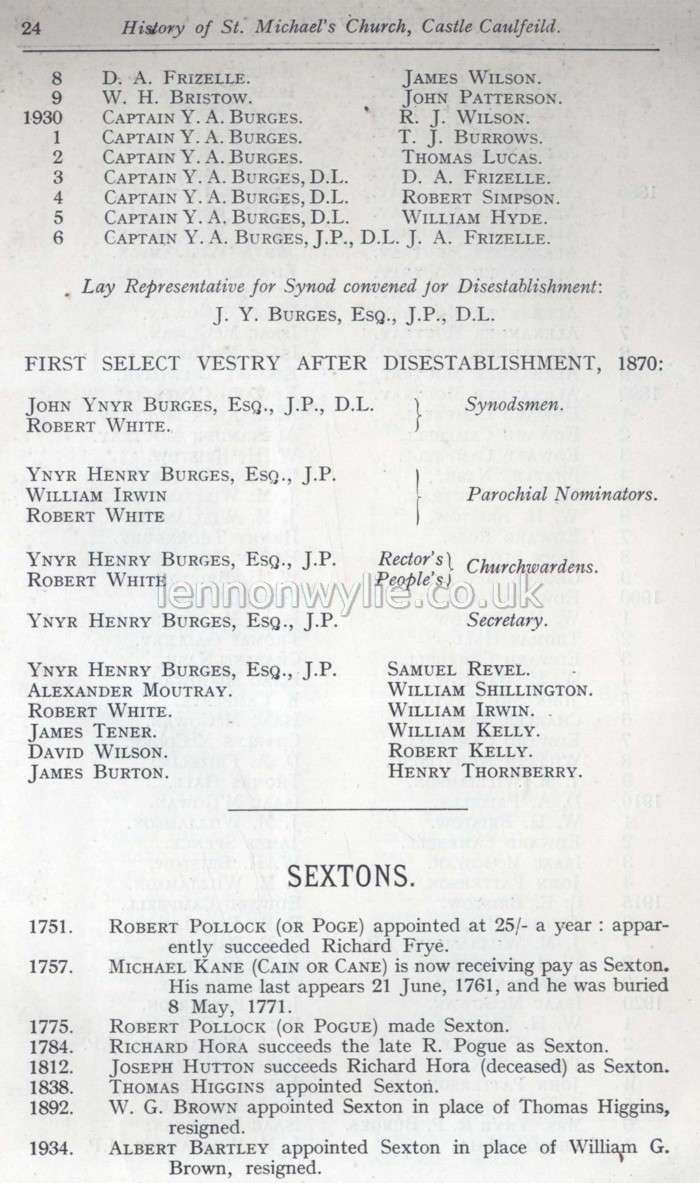 24 History of St. Michael's Church, Castle Caulfeild.
8 D. A. FRIZELLE. JAMES WILSON.
9 W. H. BRISTOW. JOHN PATTERSON.
1930 CAPTAIN Y. A. BURGES. R. J. WILSON.
1 CAPTAIN Y. A. BURGES. T. J. BURROWS.
2 CAPTAIN Y. A. BURGES. THOMAS LUCAS.
3 CAPTAIN Y. A. BURGES, D.L. D. A. FRIZELLE.
4 CAPTAIN Y. A. BURGES, D.L. ROBERT SIMPSON.
5 CAPTAIN Y. A. BURGES, D.L. WILLIAM HYDE.
6 CAPTAIN Y. A. BURGES, J.P., D.L. J. A. FRIZELLE.
Lay Representative for Synod convened for Disestablishment:
J. Y. BURGES, ESQ., J.P., D.L.
FIRST SELECT VESTRY AFTER DISESTABLISHMENT, 1870:
JOHN YNYR BURGES, ESQ., J.P., D.L. } Synodsmen.
ROBERT WHITE.
YNYR HENRY BURGES, ESQ., J.P.
WILLIAM IRWIN } Parochial Nominators.
ROBERT WHITE
YNYR HENRY BURGES, ESQ., J.P. Rector's } Churchwardens.
ROBERT WHITE People's }
lennonwylie.co.uk
YNYR HENRY BURGES, ESQ., J.P. Secretary.
YNYR HENRY BURGES, ESQ., J.P. SAMUEL REVEL.
ALEXANDER MOUTRAY. WILLIAM SHILLINGTON.
ROBERT WHITE. WILLIAM IRWIN.
JAMES TENER. WILLIAM KELLY.
DAVID WILSON. ROBERT KELLY.
JAMES BURTON. HENRY THORNBERRY.
SEXTONS.
1751. ROBERT POLLOCK (OR POGE) appointed at 25/- a year : appar-
ently succeeded Richard Frye.
1757. MICHAEL KANE (CAIN OR CANE) is now receiving pay as Sexton.
His name last appears 21 June, 1761, and he was buried
8 May, 1771.
1775. ROBERT POLLOCK (OR POGUE) made Sexton.
1784. RICHARD HORA succeeds the late R. Pogue as Sexton.
1812. JOSEPH HUTTON succeeds Richard Hora (deceased) as Sexton.
1838. THOMAS HIGGINS appointed Sexton.
1892. W. G. BROWN appointed Sexton in place of Thomas Higgins,
resigned.
1934. ALBERT BARTLEY appointed Sexton in place of William G.
Brown, resigned.